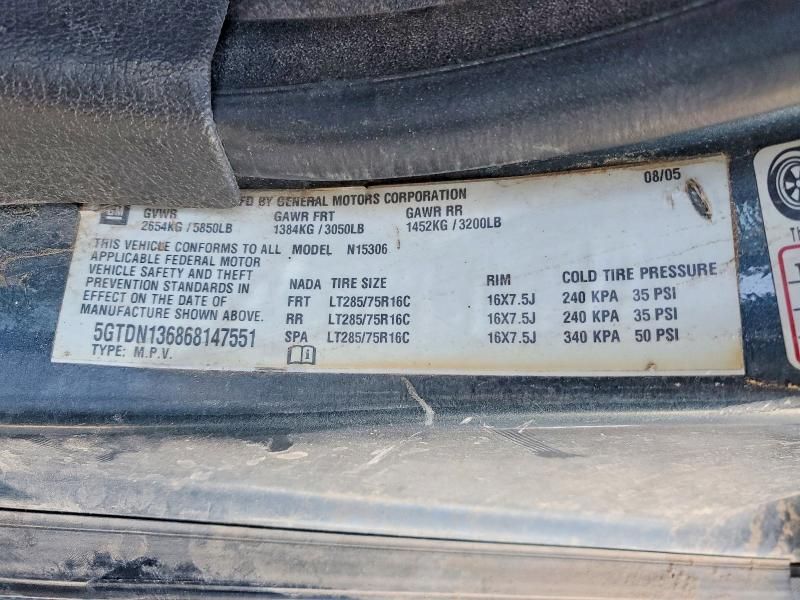 MFD BY GENERAL MOTORS CORPORATION
08/05
GM
GVWR GAWR FRT GAWR RR
2654KG / 5850LB 1384KG / 3050LB 1452KG / 3200LB
THIS VEHICLE CONFORMS TO ALL MODEL N15306
APPLICABLE FEDERAL MOTOR
VEHICLE SAFETY AND THEFT
PREVENTION STANDARDS IN
EFFECT ON THE DATE OF
MANUFACTURE SHOWN ABOVE.
5GTDN136868147551
TYPE: M.P.V.
NADA TIRE SIZE RIM COLD TIRE PRESSURE
FRT LT285/75R16C 16X7.5J 240 KPA 35 PSI
RR LT285/75R16C 16X7.5J 240 KPA 35 PSI
SPA LT285/75R16C 16X7.5J 340 KPA 50 PSI